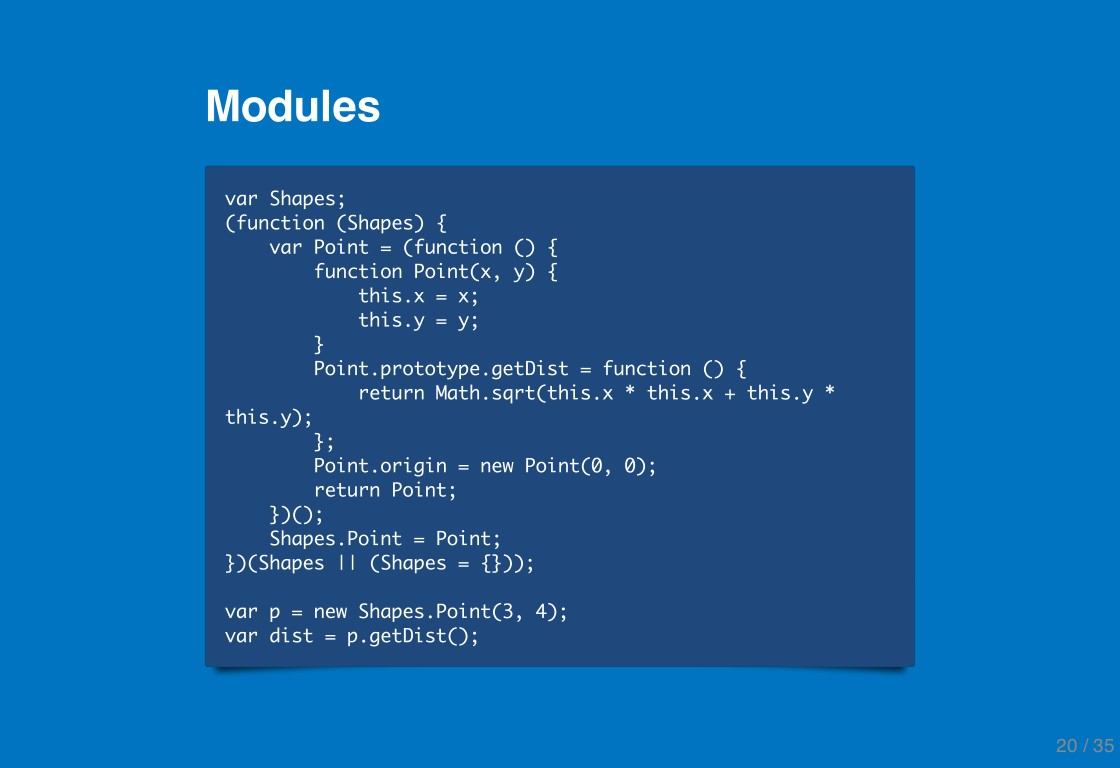 Modules
var Shapes;
(function (Shapes) {
    var Point = (function () {
        function Point(x, y) {
            this.x = x;
            this.y = y;
        }
        Point.prototype.getDist = function () {
            return Math.sqrt(this.x * this.x + this.y *
this.y);
        };
        Point.origin = new Point(0, 0);
        return Point;
    })();
    Shapes.Point = Point;
})(Shapes || (Shapes = {}));

var p = new Shapes.Point(3, 4);
var dist = p.getDist();
20 / 35